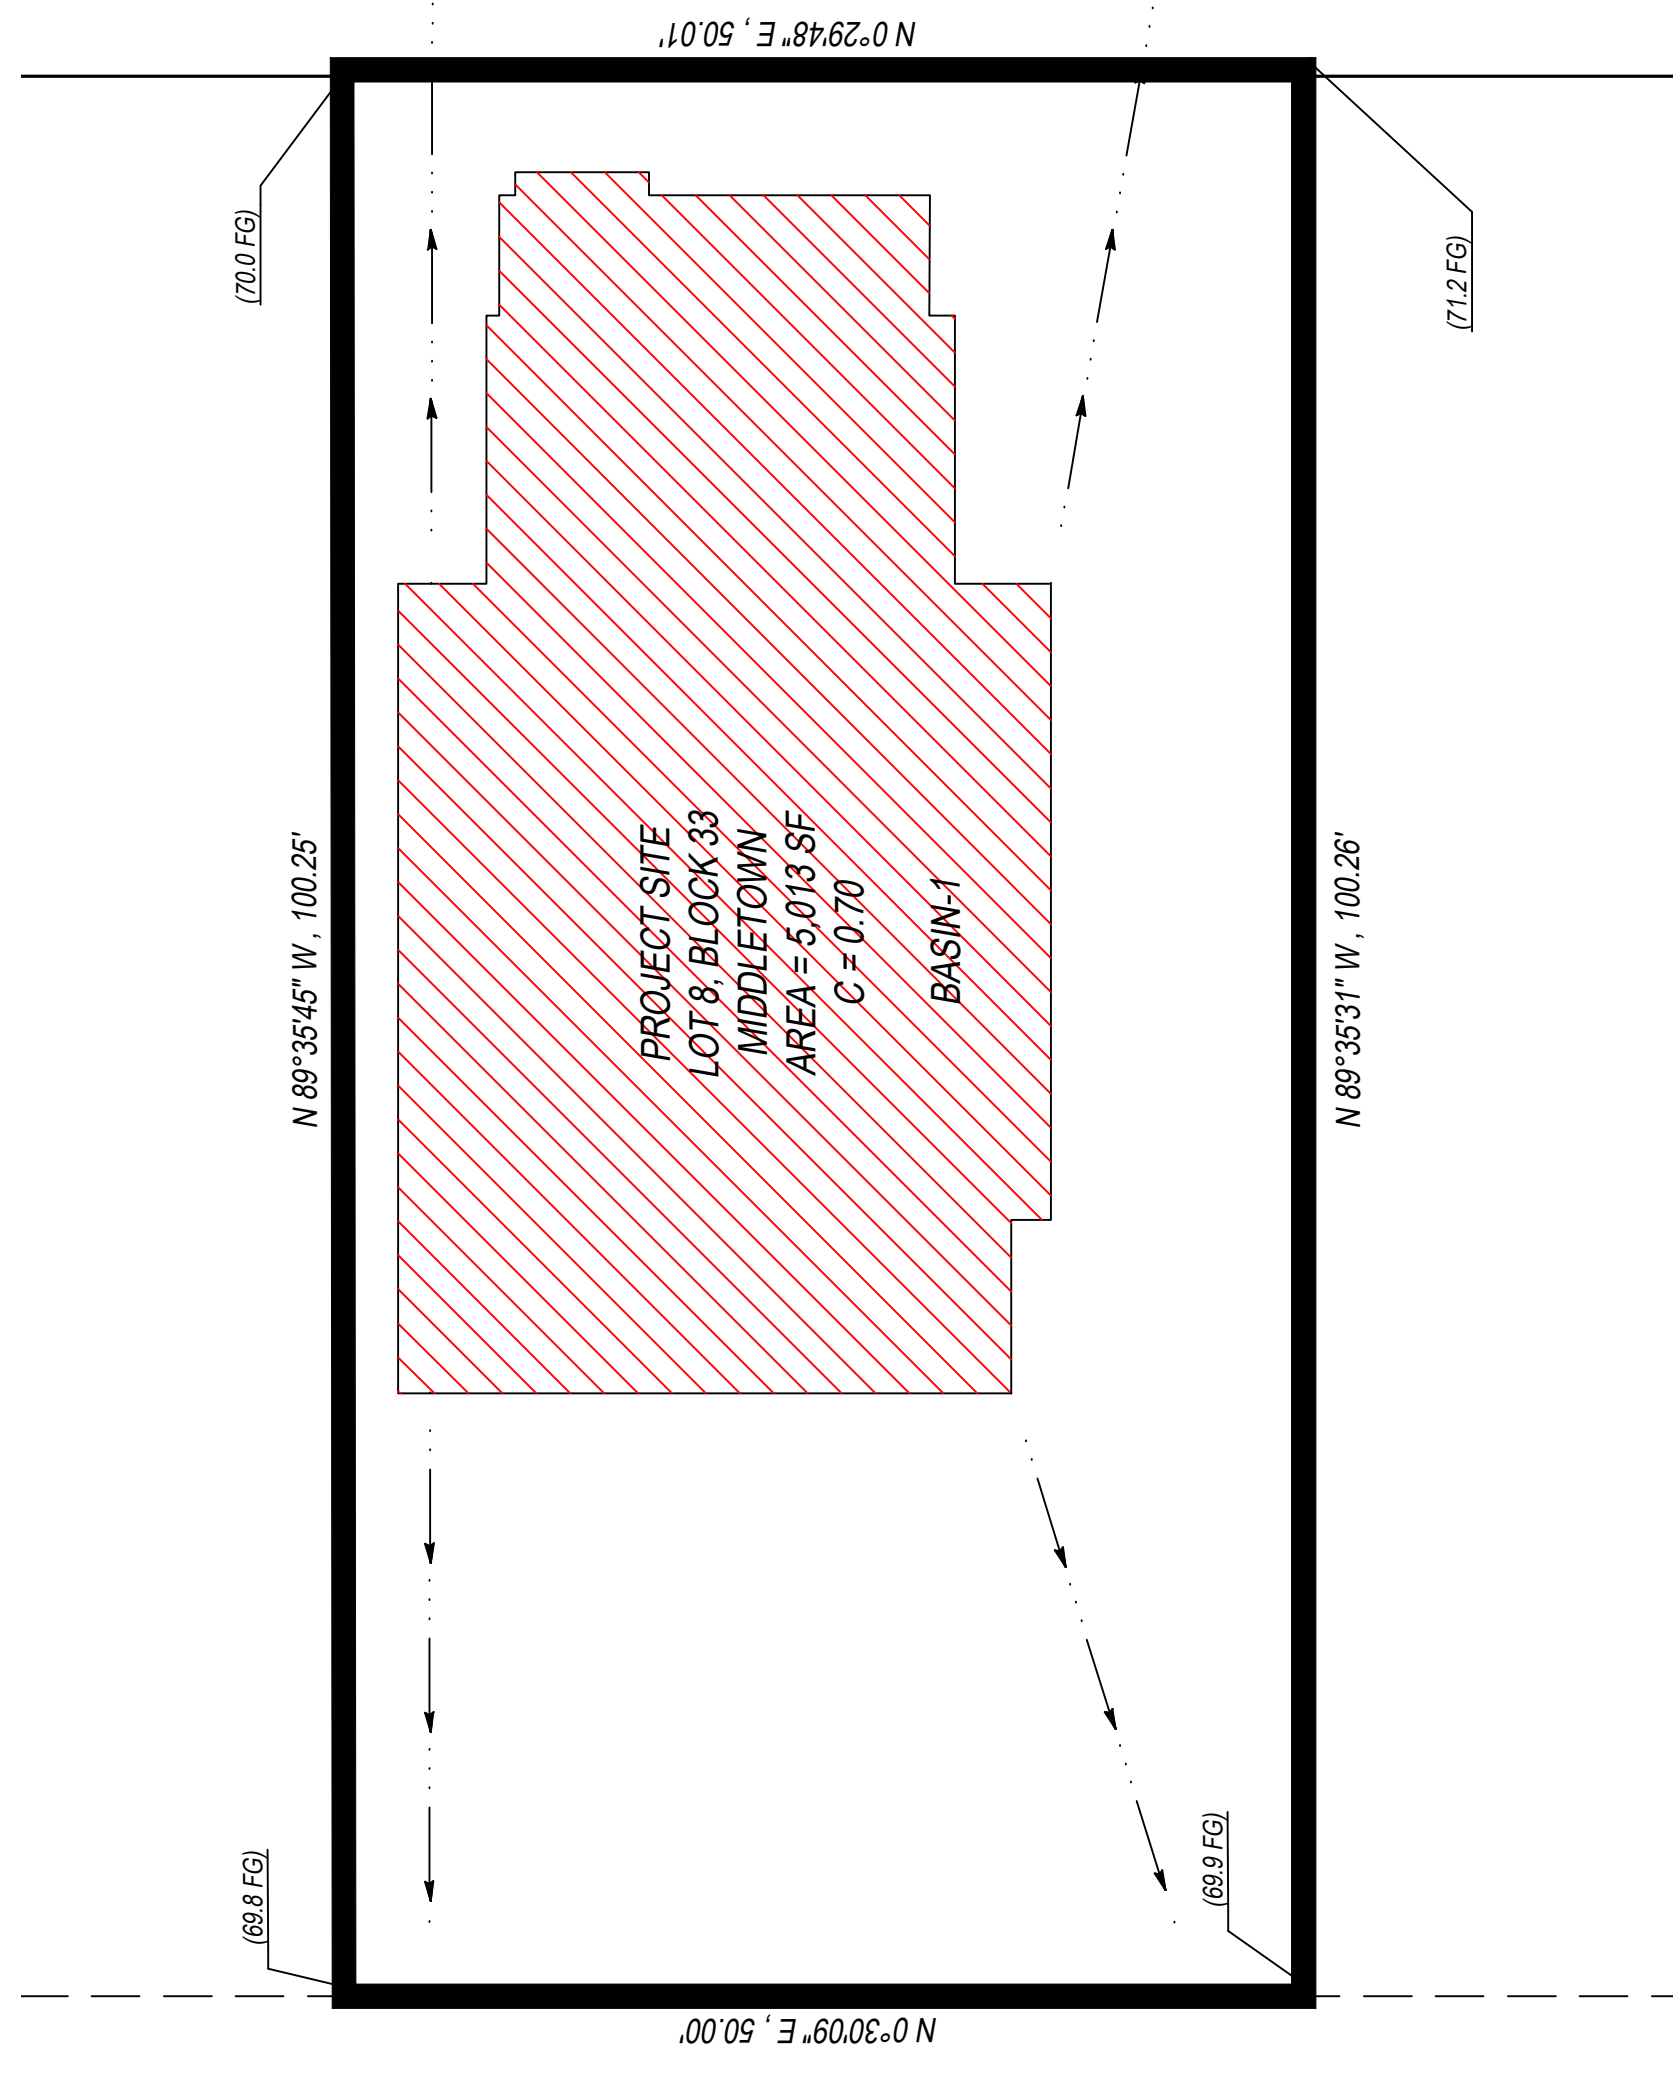 N 0°29'48" E , 50.01'
(70.0 FG)
(71.2 FG)
N 89°35'45" W , 100.25'
PROJECT SITE
LOT 8, BLOCK 33
MIDDLETOWN
AREA = 5,013 SF
C = 0.70
BASIN-1
N 89°35'31" W , 100.26'
(69.8 FG)
(69.9 FG)
N 0°30'09" E , 50.00'